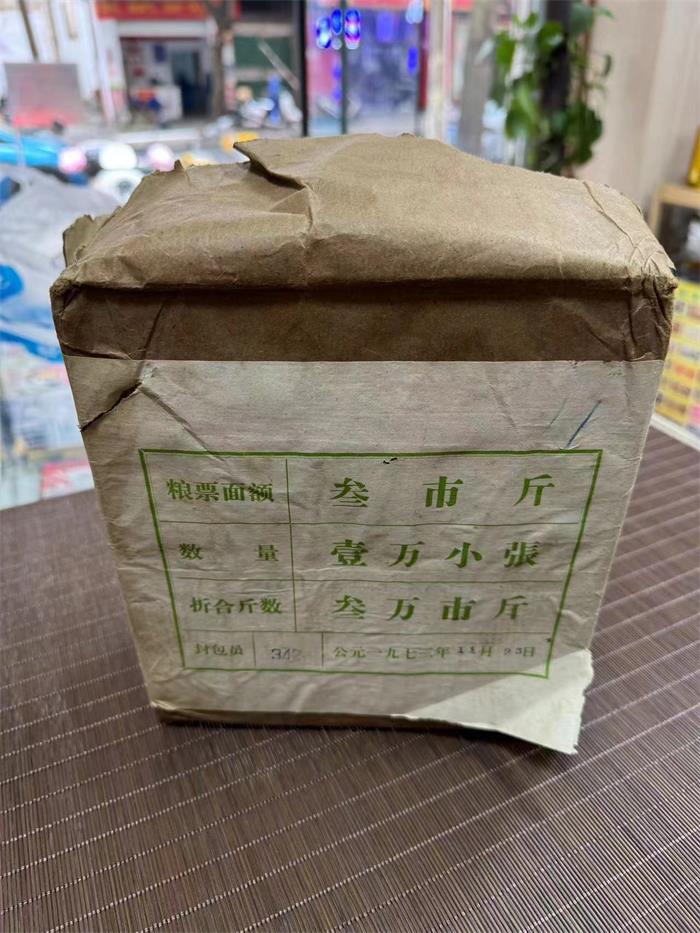 粮票面额 叁市斤
数量 壹万小張
折合斤数 叁万市斤
封包员 342 公元一九七三年11月23日